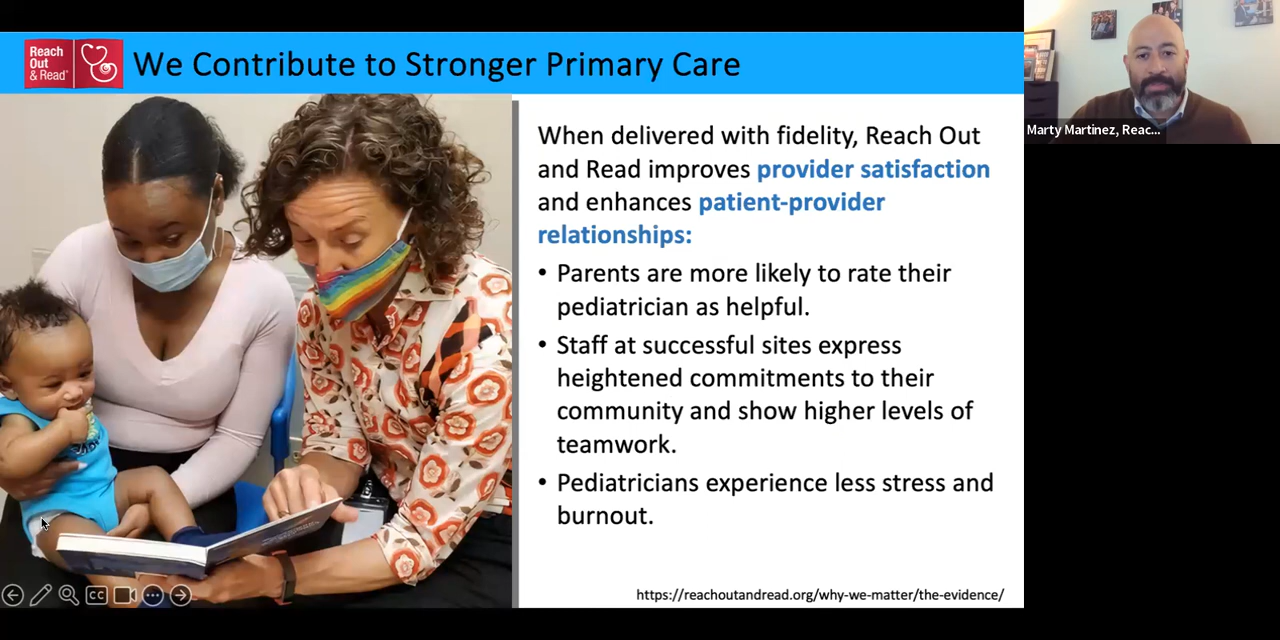 Reach
Out
& Read®
We Contribute to Stronger Primary Care
Marty Martinez, Reac...
When delivered with fidelity, Reach Out
and Read improves provider satisfaction
and enhances patient-provider
relationships:
• Parents are more likely to rate their
pediatrician as helpful.
• Staff at successful sites express
heightened commitments to their
community and show higher levels of
teamwork.
• Pediatricians experience less stress and
burnout.
CC
https://reachoutandread.org/why-we-matter/the-evidence/